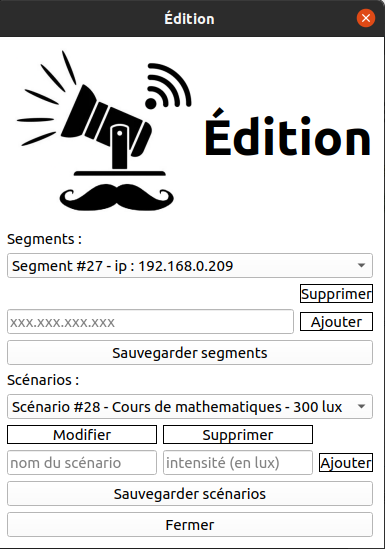 Édition
Édition
Segments :
Segment #27 - ip : 192.168.0.209
Supprimer
xxx.xxx.xxx.xxx Ajouter
Sauvegarder segments
Scénarios :
Scénario #28 - Cours de mathematiques - 300 lux
Modifier Supprimer
nom du scénario intensité (en lux) Ajouter
Sauvegarder scénarios
Fermer